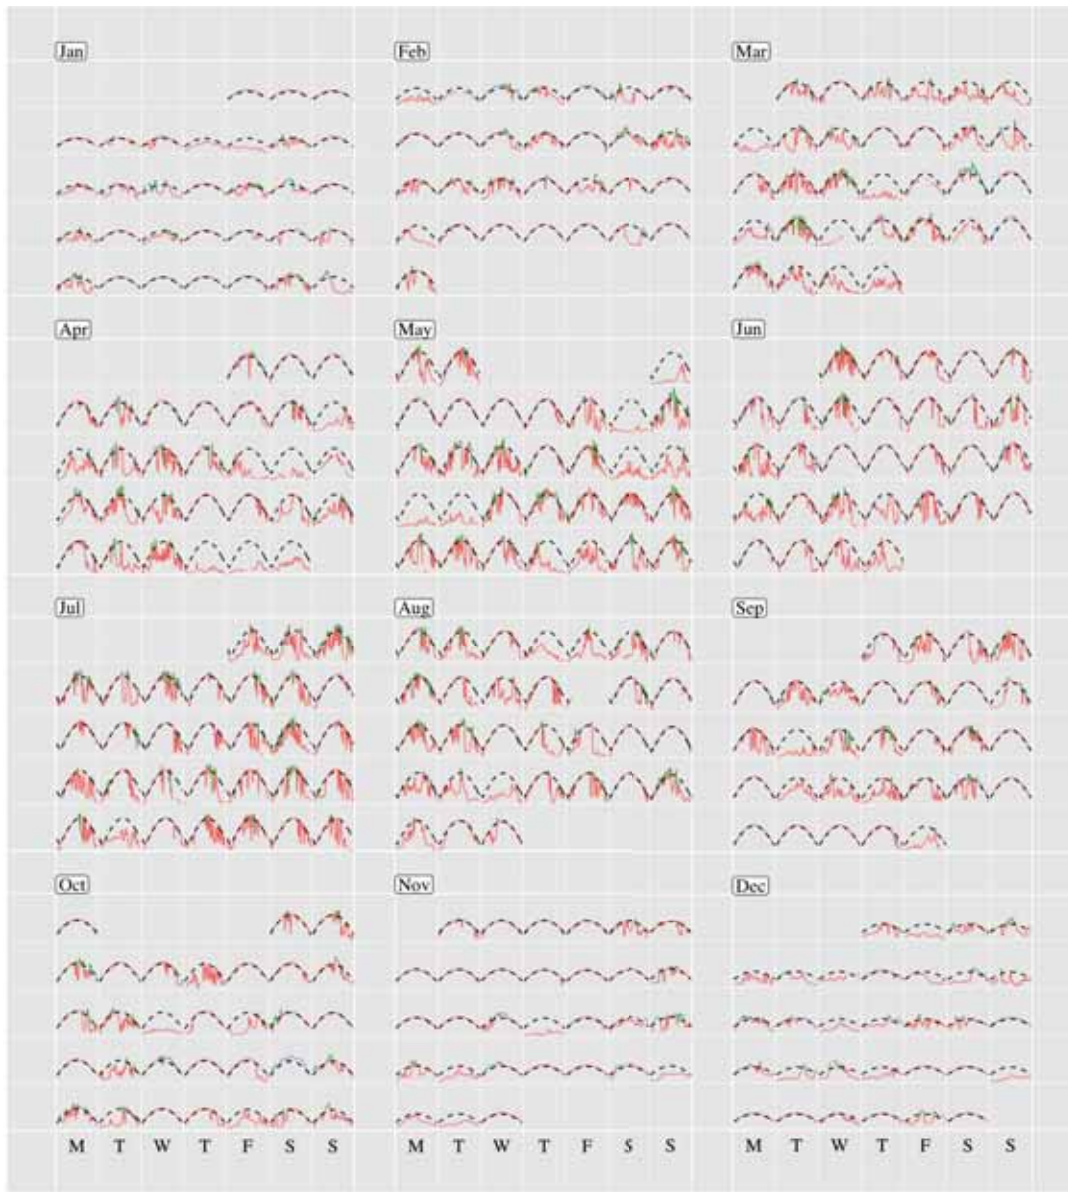 Jan Feb Mar
Apr May Jun
Jul Aug Sep
Oct Nov Dec
M T W T F S S M T W T F S S M T W T F S S